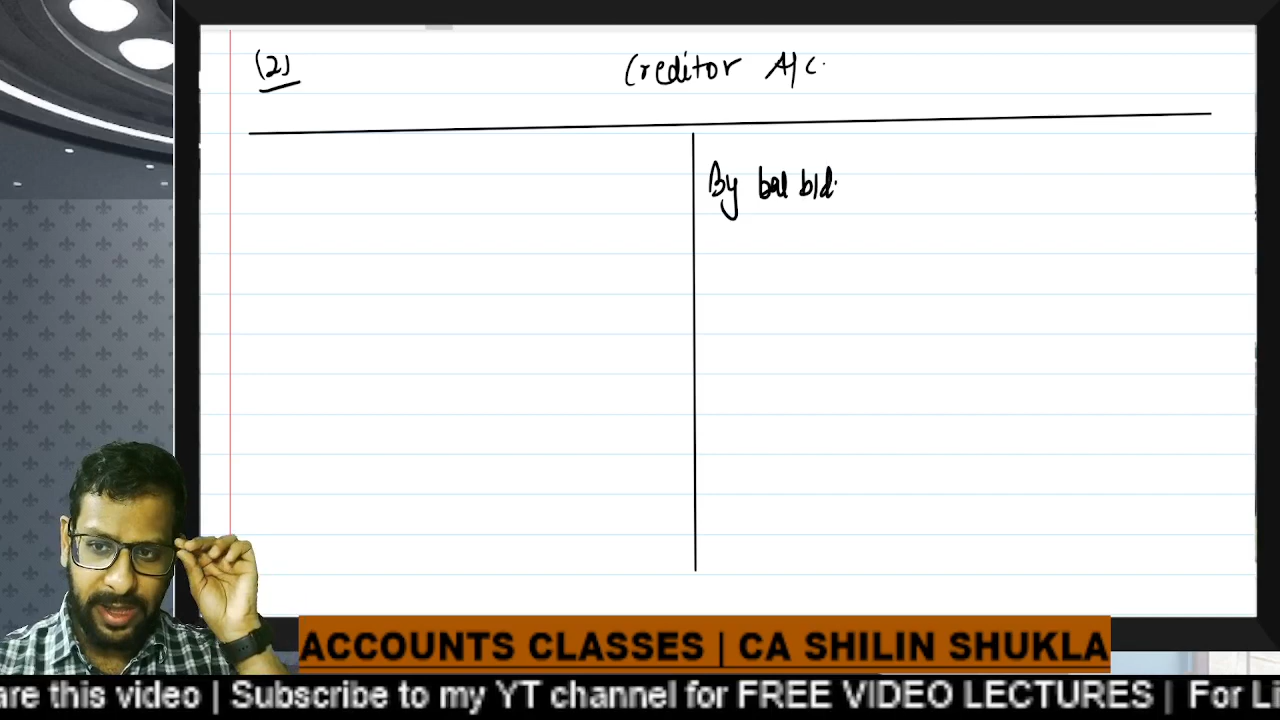 (2)
Creditor A/c.
By bal b/d.
ACCOUNTS CLASSES | CA SHILIN SHUKLA
are this video | Subscribe to my YT channel for FREE VIDEO LECTURES | For Li